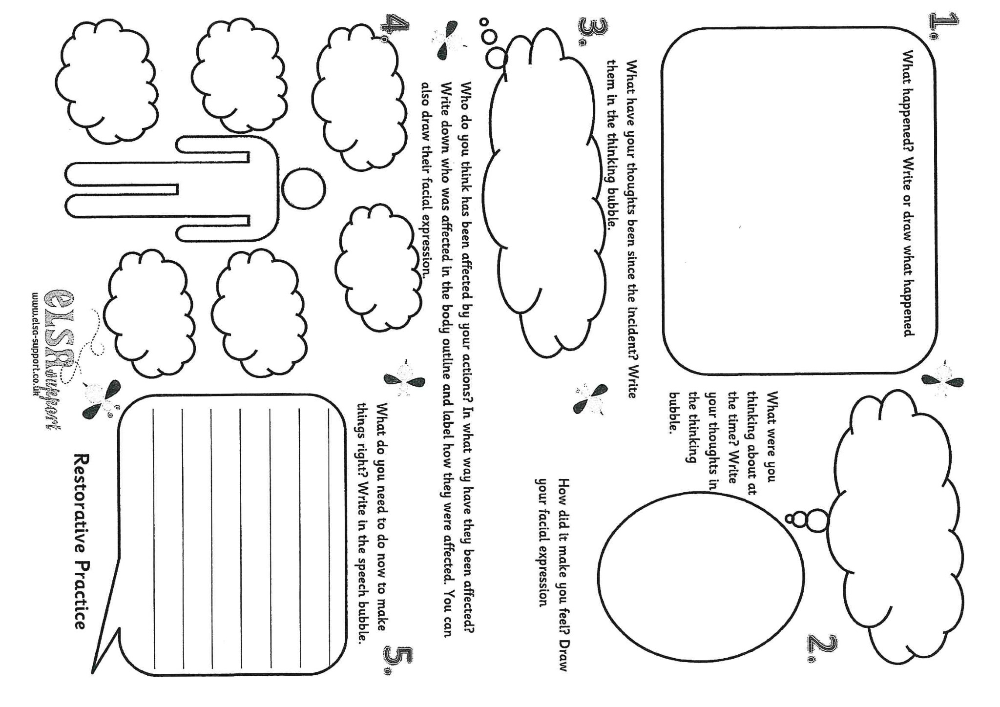 1.
What happened? Write or draw what happened
2.
What were you
thinking about at
the time? Write
your thoughts in
the thinking
bubble.
How did it make you feel? Draw
your facial expression
3.
What have your thoughts been since the incident? Write
them in the thinking bubble.
4.
Who do you think has been affected by your actions? In what way have they been affected?
Write down who was affected in the body outline and label how they were affected. You can
also draw their facial expression.
5.
What do you need to do now to make
things right? Write in the speech bubble.
eLSA support
www.elsa-support.co.uk
Restorative Practice